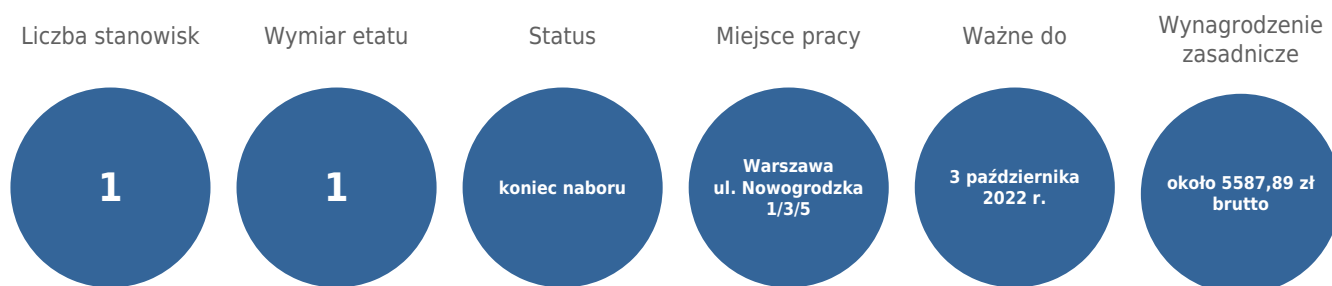 Liczba stanowisk
1
Wymiar etatu
1
Status
koniec naboru
Miejsce pracy
Warszawa
ul. Nowogrodzka
1/3/5
Ważne do
3 października
2022 r.
Wynagrodzenie
zasadnicze
około 5587,89 zł
brutto